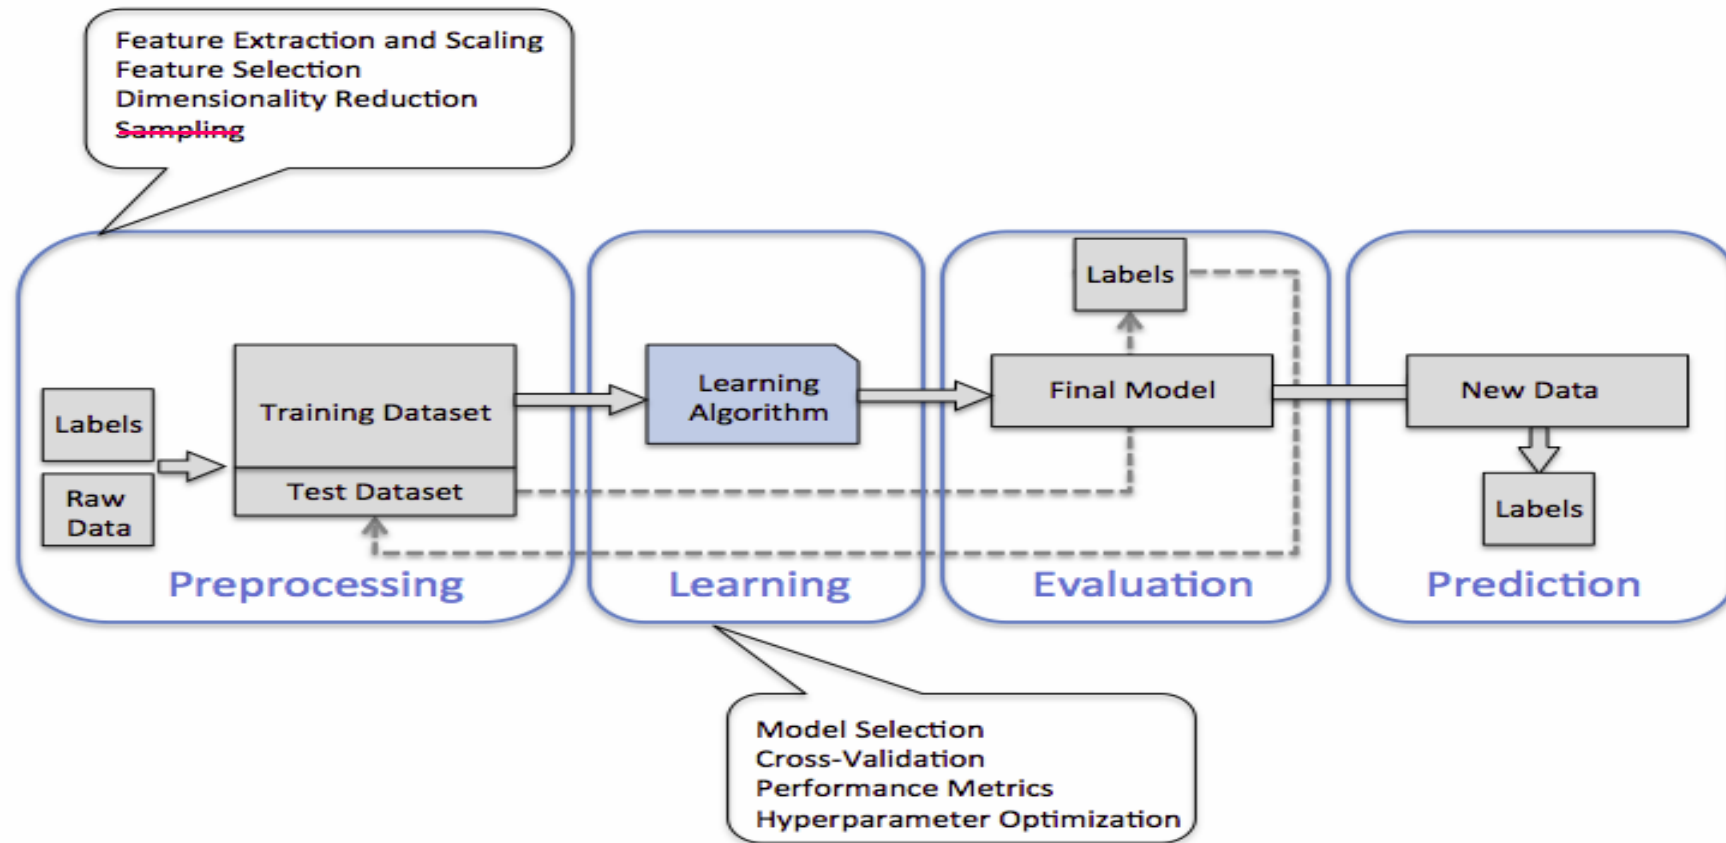 Feature Extraction and Scaling
Feature Selection
Dimensionality Reduction
Sampling
Labels
Raw
Data
Training Dataset
Test Dataset
Preprocessing
Learning
Algorithm
Learning
Labels
Final Model
Evaluation
New Data
Labels
Prediction
Model Selection
Cross-Validation
Performance Metrics
Hyperparameter Optimization